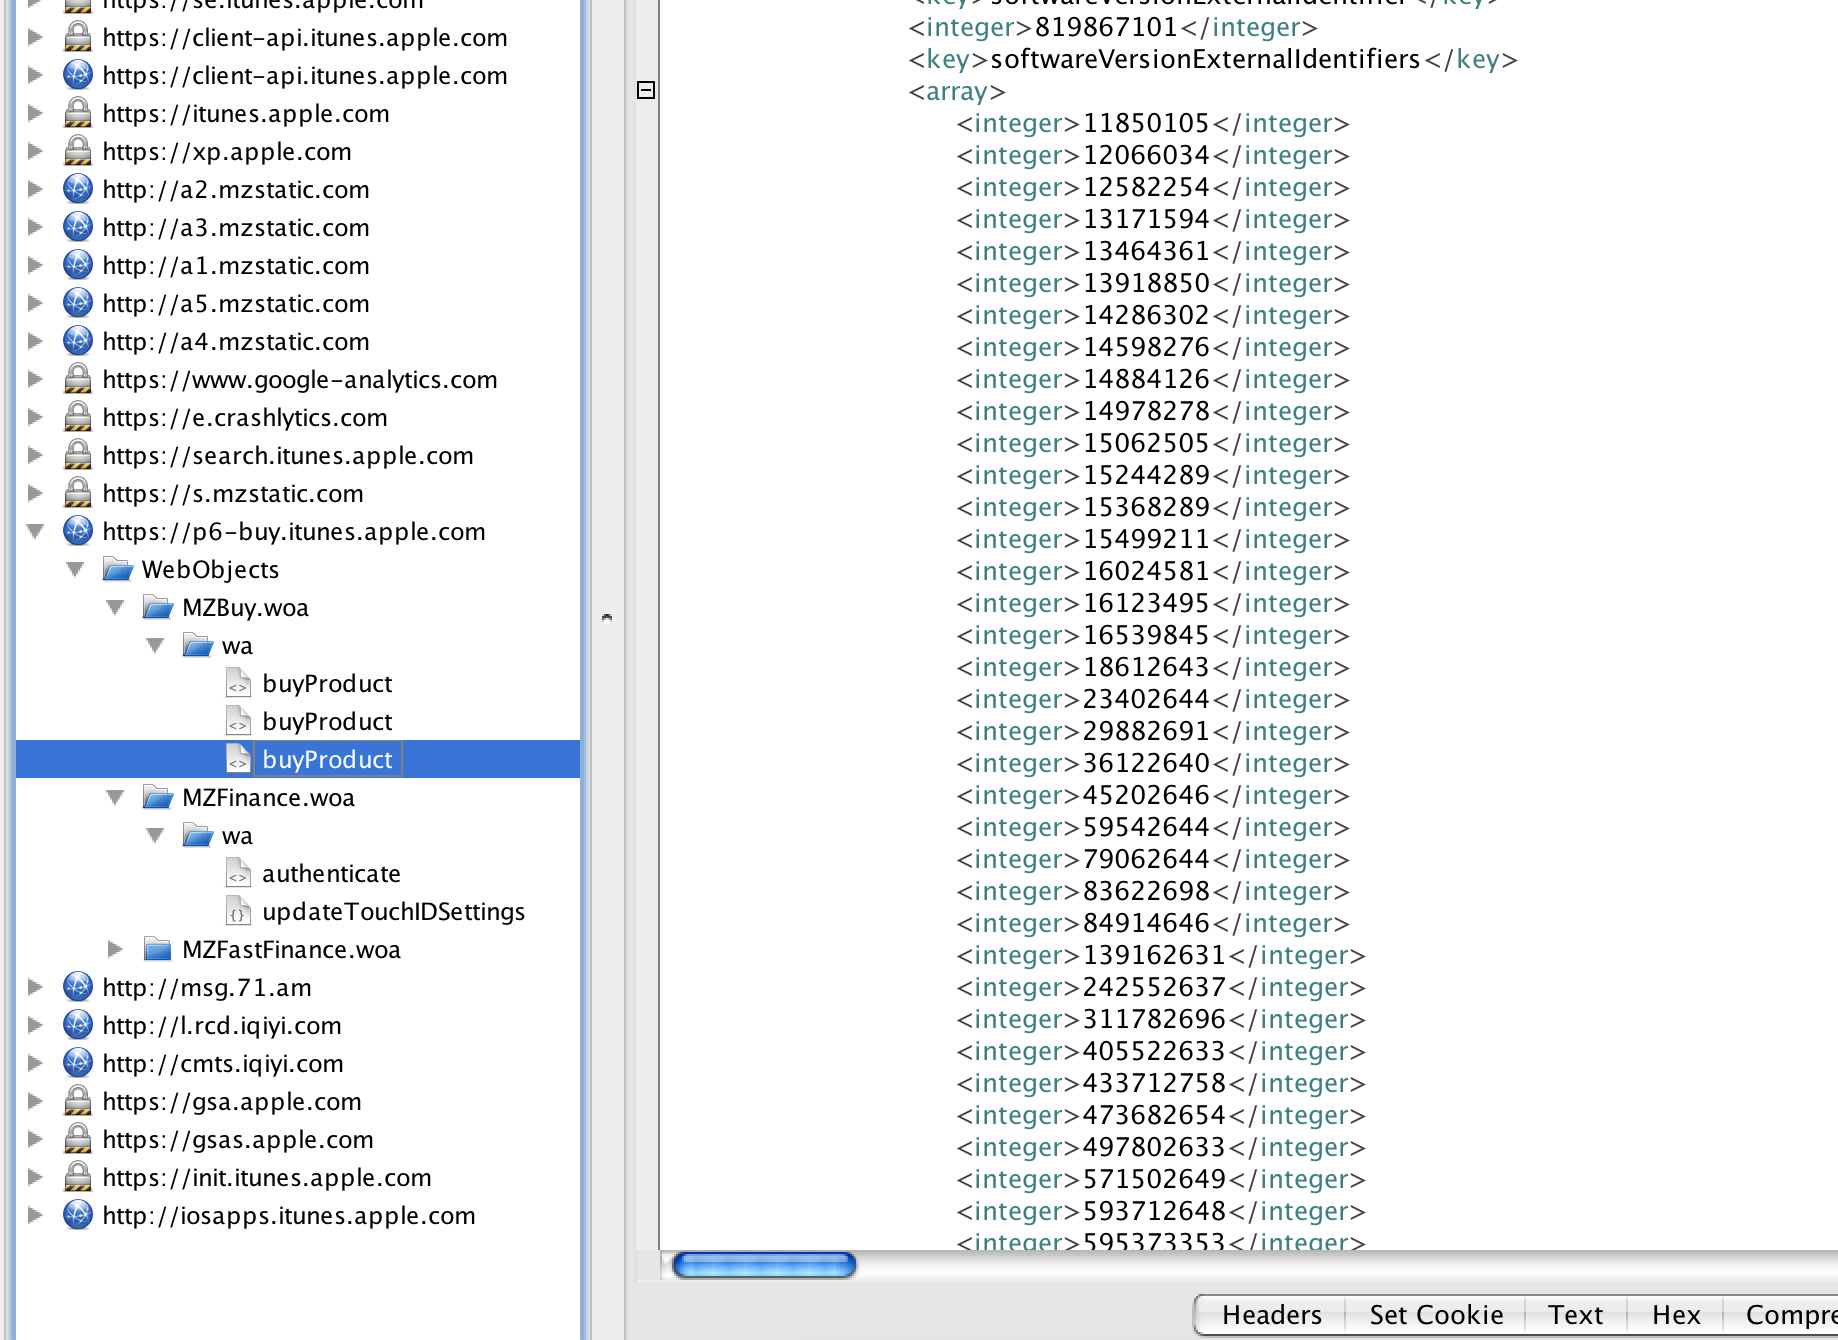 https://se.itunes.apple.com
https://client-api.itunes.apple.com
https://client-api.itunes.apple.com
https://itunes.apple.com
https://xp.apple.com
http://a2.mzstatic.com
http://a3.mzstatic.com
http://a1.mzstatic.com
http://a5.mzstatic.com
http://a4.mzstatic.com
https://www.google-analytics.com
https://e.crashlytics.com
https://search.itunes.apple.com
https://s.mzstatic.com
https://p6-buy.itunes.apple.com
WebObjects
MZBuy.woa
wa
buyProduct
buyProduct
buyProduct
MZFinance.woa
wa
authenticate
updateTouchIDSettings
MZFastFinance.woa
http://msg.71.am
http://l.rcd.iqiyi.com
http://cmts.iqiyi.com
https://gsa.apple.com
https://gsas.apple.com
https://init.itunes.apple.com
http://iosapps.itunes.apple.com
<key>softwareVersionExternalIdentifier</key>
<integer>819867101</integer>
<key>softwareVersionExternalIdentifiers</key>
<array>
<integer>11850105</integer>
<integer>12066034</integer>
<integer>12582254</integer>
<integer>13171594</integer>
<integer>13464361</integer>
<integer>13918850</integer>
<integer>14286302</integer>
<integer>14598276</integer>
<integer>14884126</integer>
<integer>14978278</integer>
<integer>15062505</integer>
<integer>15244289</integer>
<integer>15368289</integer>
<integer>15499211</integer>
<integer>16024581</integer>
<integer>16123495</integer>
<integer>16539845</integer>
<integer>18612643</integer>
<integer>23402644</integer>
<integer>29882691</integer>
<integer>36122640</integer>
<integer>45202646</integer>
<integer>59542644</integer>
<integer>79062644</integer>
<integer>83622698</integer>
<integer>84914646</integer>
<integer>139162631</integer>
<integer>242552637</integer>
<integer>311782696</integer>
<integer>405522633</integer>
<integer>433712758</integer>
<integer>473682654</integer>
<integer>497802633</integer>
<integer>571502649</integer>
<integer>593712648</integer>
<integer>595373353</integer>
Headers Set Cookie Text Hex Compre